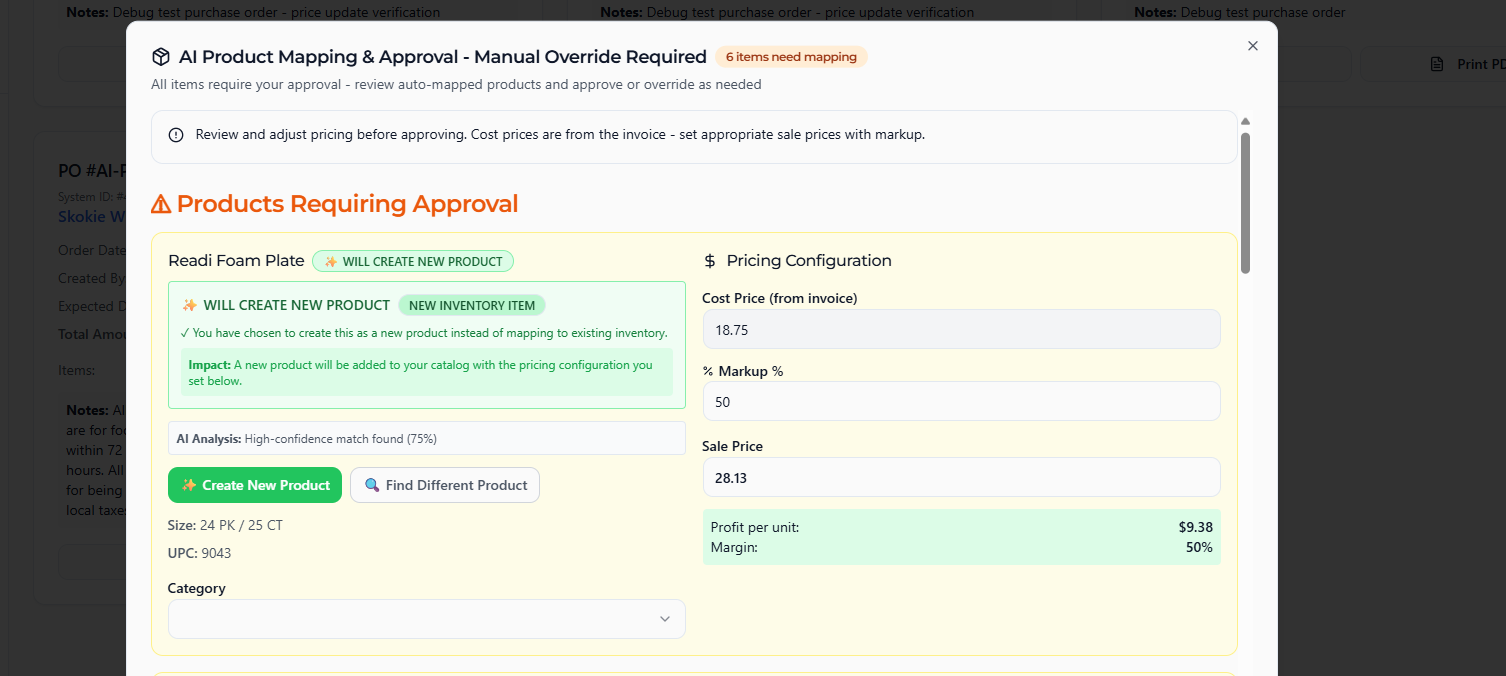 Notes: Debug test purchase order - price update verification
Notes: Debug test purchase order - price update verification
Notes: Debug test purchase order
Print PD
AI Product Mapping & Approval - Manual Override Required
6 items need mapping
All items require your approval - review auto-mapped products and approve or override as needed
Review and adjust pricing before approving. Cost prices are from the invoice - set appropriate sale prices with markup.
PO #AI-
System ID: #
Skokie W
Order Date
Created By
Expected D
Total Amou
Items:
Notes: AI
are for foo
within 72
hours. All
for being
local taxes
⚠ Products Requiring Approval
Readi Foam Plate
✨ WILL CREATE NEW PRODUCT
✨ WILL CREATE NEW PRODUCT
NEW INVENTORY ITEM
✓ You have chosen to create this as a new product instead of mapping to existing inventory.
Impact: A new product will be added to your catalog with the pricing configuration you
set below.
AI Analysis: High-confidence match found (75%)
✨ Create New Product
🔍 Find Different Product
Size: 24 PK / 25 CT
UPC: 9043
Category
$ Pricing Configuration
Cost Price (from invoice)
18.75
% Markup %
50
Sale Price
28.13
Profit per unit: $9.38
Margin: 50%